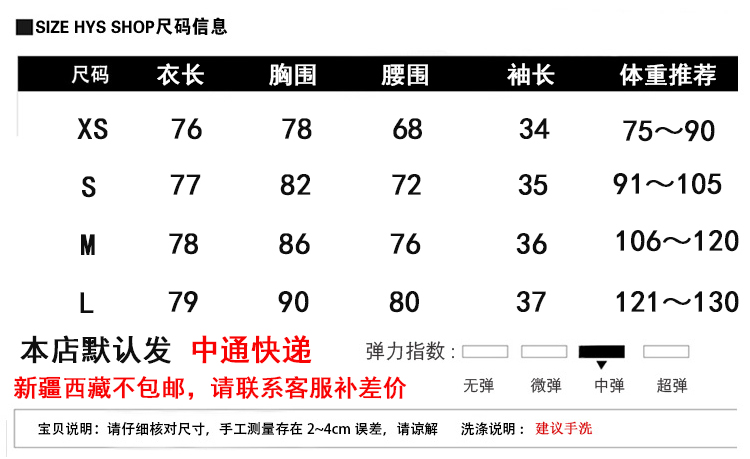 SIZE HYS SHOP尺码信息
尺码 衣长 胸围 腰围 袖长 体重推荐
XS 76 78 68 34 75～90
S 77 82 72 35 91～105
M 78 86 76 36 106～120
L 79 90 80 37 121～130
本店默认发 中通快递 弹力指数:
无弹 微弹 中弹 超弹
新疆西藏不包邮，请联系客服补差价
宝贝说明：请仔细核对尺寸，手工测量存在 2~4cm 误差，请谅解 洗涤说明： 建议手洗